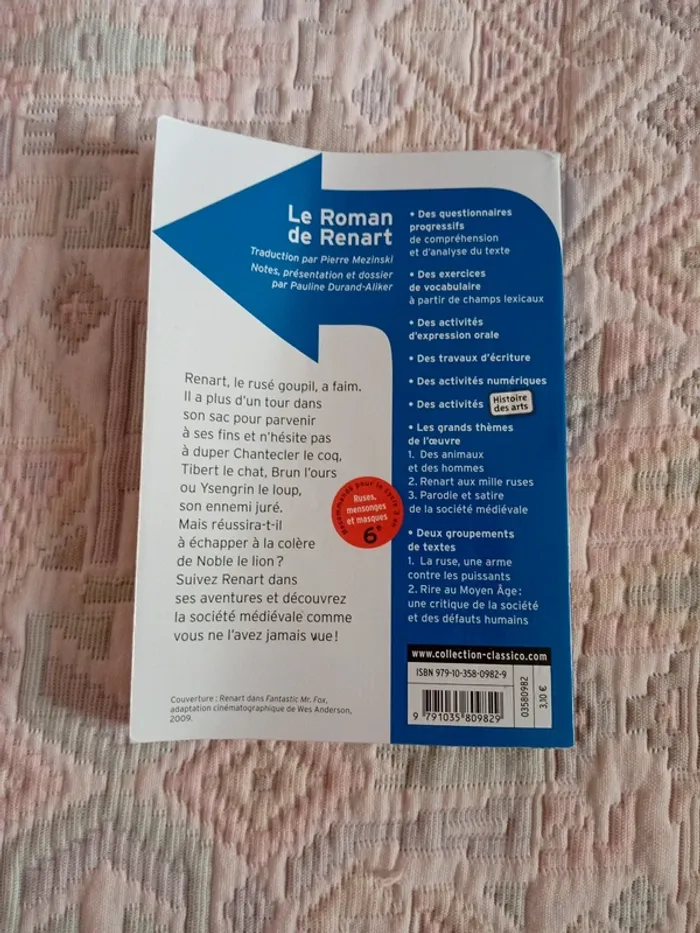 Le Roman
de Renart
Traduction par Pierre Mezinski
Notes, présentation et dossier
par Pauline Durand-Aliker
Renart, le rusé goupil, a faim.
Il a plus d'un tour dans
son sac pour parvenir
à ses fins et n'hésite pas
à duper Chantecler le coq,
Tibert le chat, Brun l'ours
ou Ysengrin le loup,
son ennemi juré.
Mais réussira-t-il
à échapper à la colère
de Noble le lion ?
Suivez Renart dans
ses aventures et découvrez
la société médiévale comme
vous ne l'avez jamais vue !
Recommandé pour le cycle 3 en
Ruses,
mensonges
et masques
6e
Couverture : Renart dans Fantastic Mr. Fox,
adaptation cinématographique de Wes Anderson,
2009.
• Des questionnaires
progressifs
de compréhension
et d'analyse du texte
• Des exercices
de vocabulaire
à partir de champs lexicaux
• Des activités
d'expression orale
• Des travaux d'écriture
• Des activités numériques
• Des activités Histoire
des arts
• Les grands thèmes
de l'œuvre
1. Des animaux
et des hommes
2. Renart aux mille ruses
3. Parodie et satire
de la société médiévale
• Deux groupements
de textes
1. La ruse, une arme
contre les puissants
2. Rire au Moyen Âge :
une critique de la société
et des défauts humains
www.collection-classico.com
ISBN 979-10-358-0982-9
9 791035 809829
03580982
3,10 €